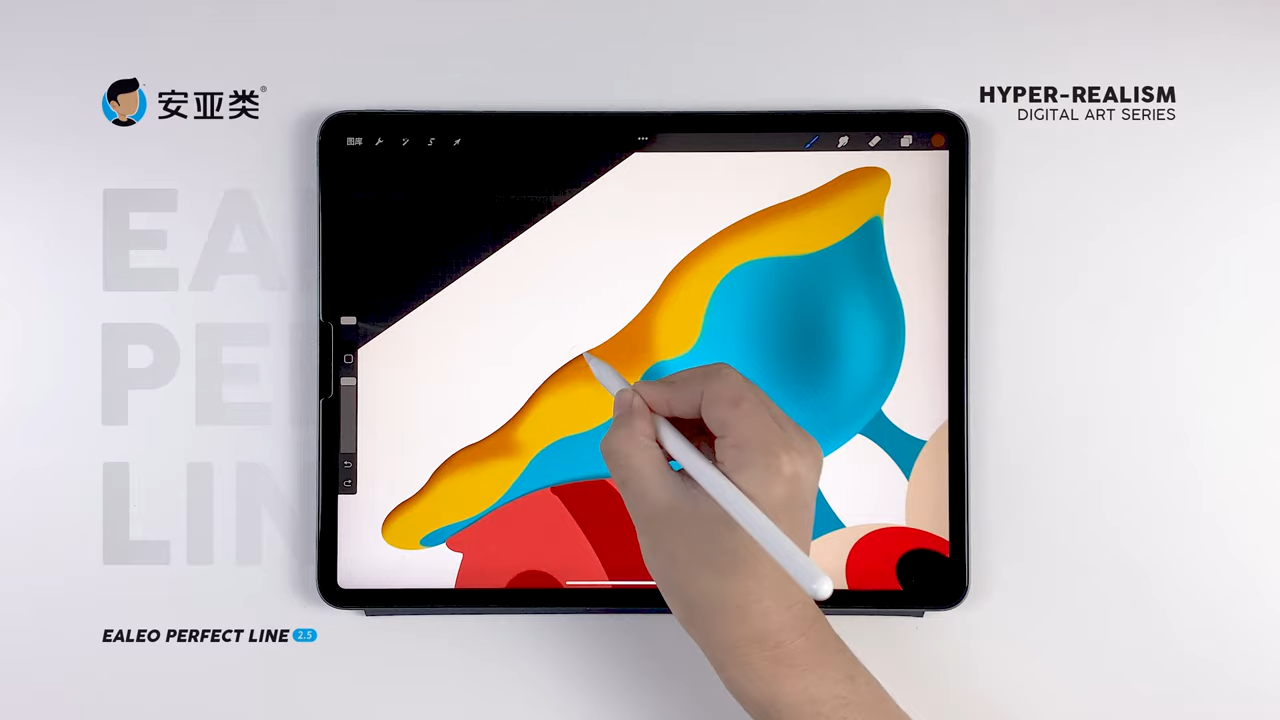 安亚类®
HYPER-REALISM
DIGITAL ART SERIES
图库
EA
PE
LIN
EALEO PERFECT LINE 2.5